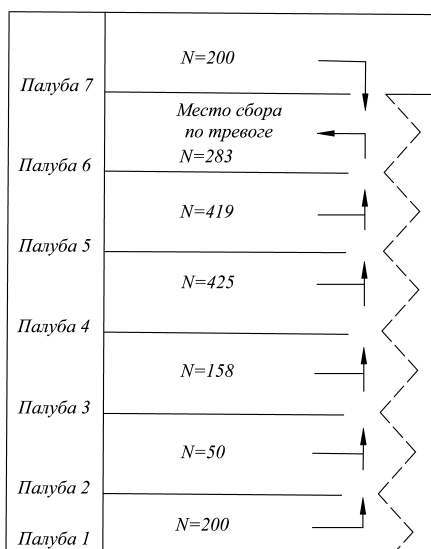 N=200
Палуба 7
Место сбора
по тревоге
N=283
Палуба 6
N=419
Палуба 5
N=425
Палуба 4
N=158
Палуба 3
N=50
Палуба 2
N=200
Палуба 1